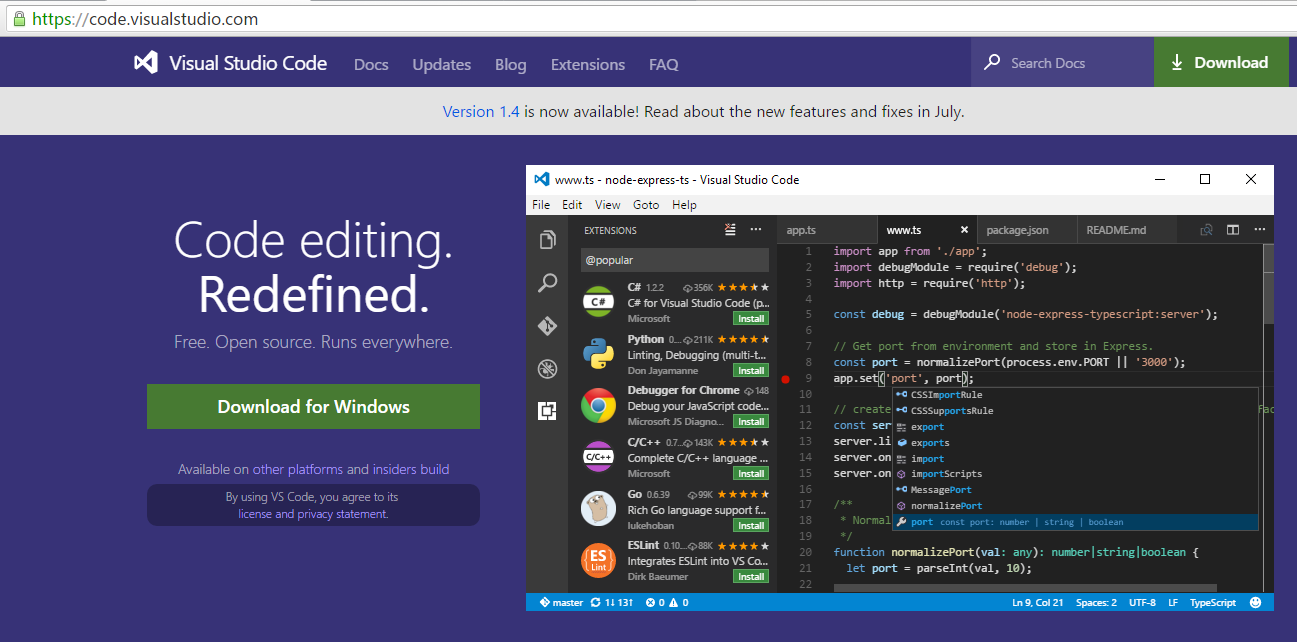 https://code.visualstudio.com
Visual Studio Code Docs Updates Blog Extensions FAQ Search Docs Download
Version 1.4 is now available! Read about the new features and fixes in July.
Code editing.
Redefined.
Free. Open source. Runs everywhere.
Download for Windows
Available on other platforms and insiders build
By using VS Code, you agree to its
license and privacy statement.
www.ts - node-express-ts - Visual Studio Code
File Edit View Goto Help
EXTENSIONS
@popular
C# 1.2.2 356K
C# for Visual Studio Code (p...
Microsoft Install
Python 0... 211K
Linting, Debugging (multi-t...
Don Jayamanne Install
Debugger for Chrome 148
Debug your JavaScript code...
Microsoft JS Diagno... Install
C/C++ 0.7... 143K
Complete C/C++ language ...
Microsoft Install
Go 0.6.39 99K
Rich Go language support f...
lukehoban Install
ESLint 0.10... 88K
Integrates ESLint into VS Co...
Dirk Baeumer Install
C#
C/C++
ES
Lint
app.ts www.ts package.json README.md
1 import app from './app';
2 import debugModule = require('debug');
3 import http = require('http');
4
5 const debug = debugModule('node-express-typescript:server');
6
7 // Get port from environment and store in Express.
8 const port = normalizePort(process.env.PORT || '3000');
9 app.set('port', port);
10
11 // create Fac
12 const ser
13 server.li
14 server.on
15 server.on
16
17 /**
18 * Normal
19 */
20 function normalizePort(val: any): number|string|boolean {
21 let port = parseInt(val, 10);
22
CSSImportRule
CSSSupportsRule
export
exports
import
importScripts
MessagePort
normalizePort
port const port: number | string | boolean
master 1↓ 13↑ 0 0 Ln 9, Col 21 Spaces: 2 UTF-8 LF TypeScript